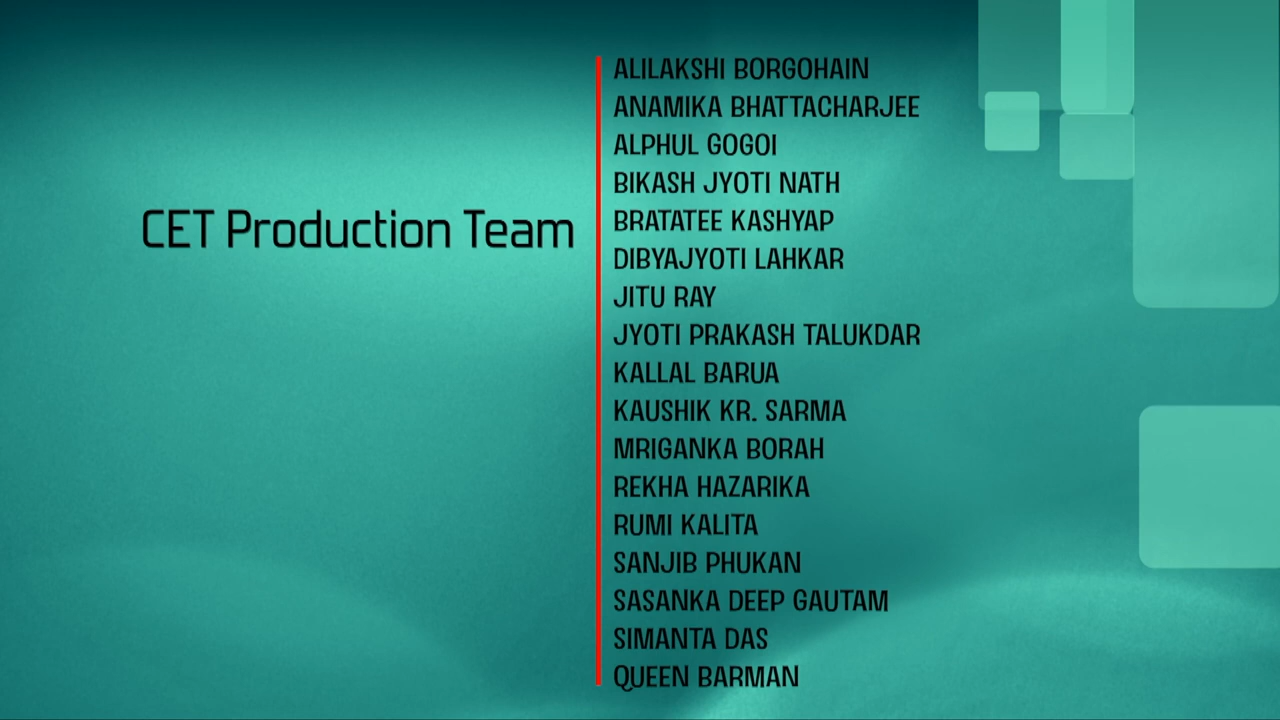 CET Production Team
ALILAKSHI BORGOHAIN
ANAMIKA BHATTACHARJEE
ALPHUL GOGOI
BIKASH JYOTI NATH
BRATATEE KASHYAP
DIBYAJYOTI LAHKAR
JITU RAY
JYOTI PRAKASH TALUKDAR
KALLAL BARUA
KAUSHIK KR. SARMA
MRIGANKA BORAH
REKHA HAZARIKA
RUMI KALITA
SANJIB PHUKAN
SASANKA DEEP GAUTAM
SIMANTA DAS
QUEEN BARMAN